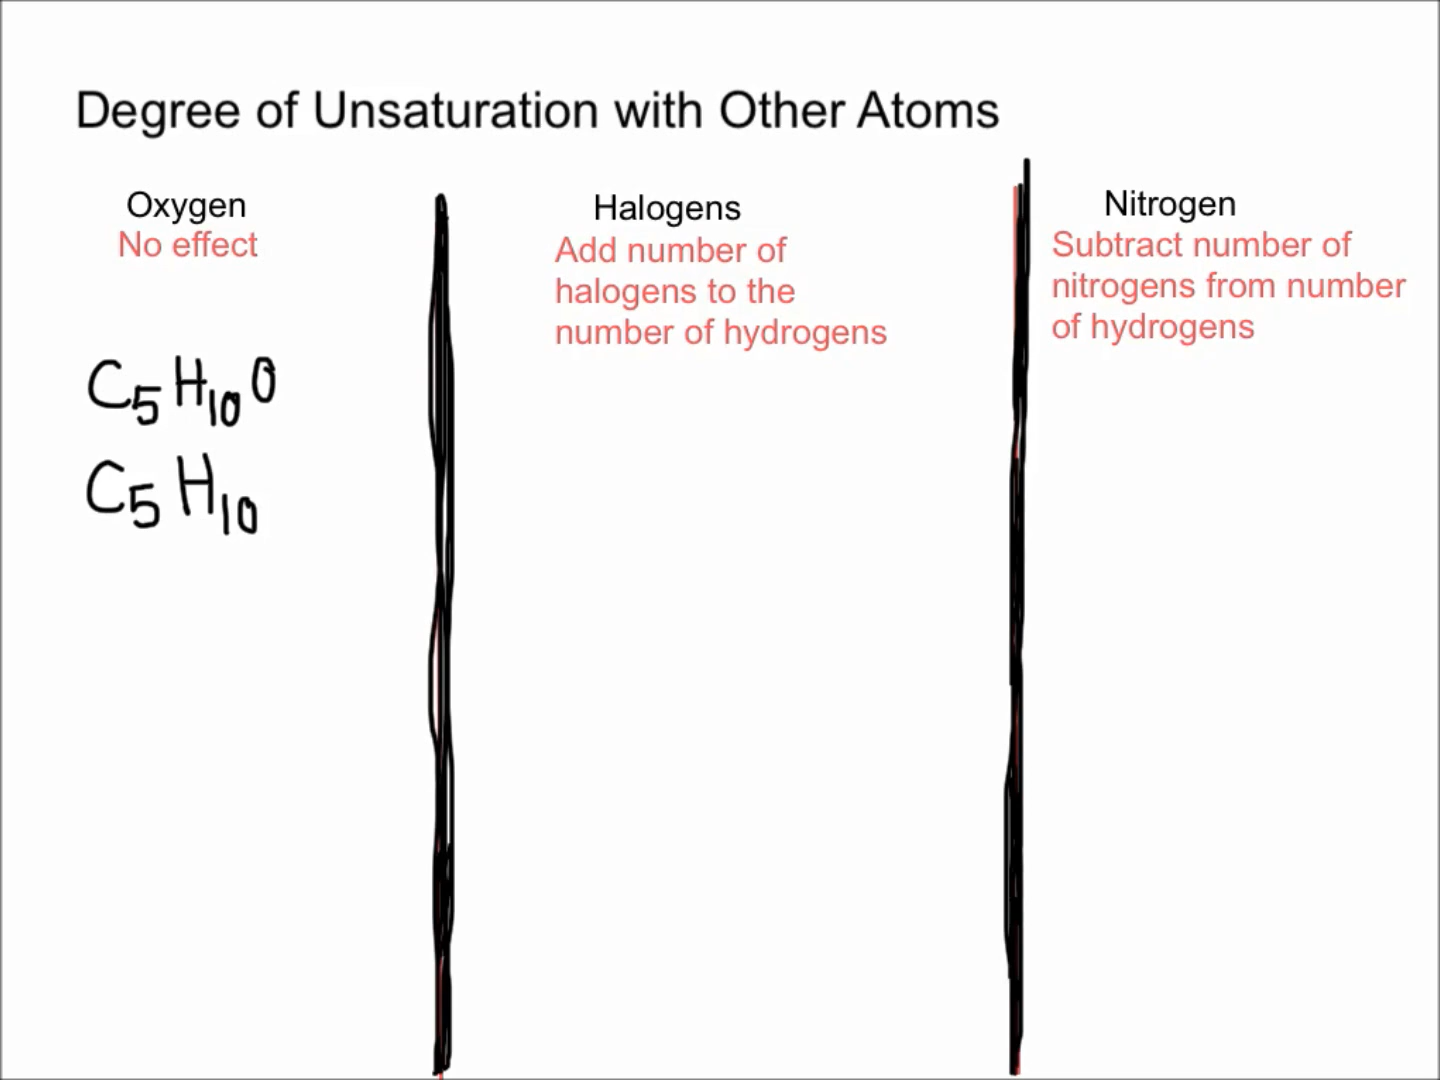 Degree of Unsaturation with Other Atoms
Oxygen
No effect
C5H10O
C5H10
Halogens
Add number of
halogens to the
number of hydrogens
Nitrogen
Subtract number of
nitrogens from number
of hydrogens